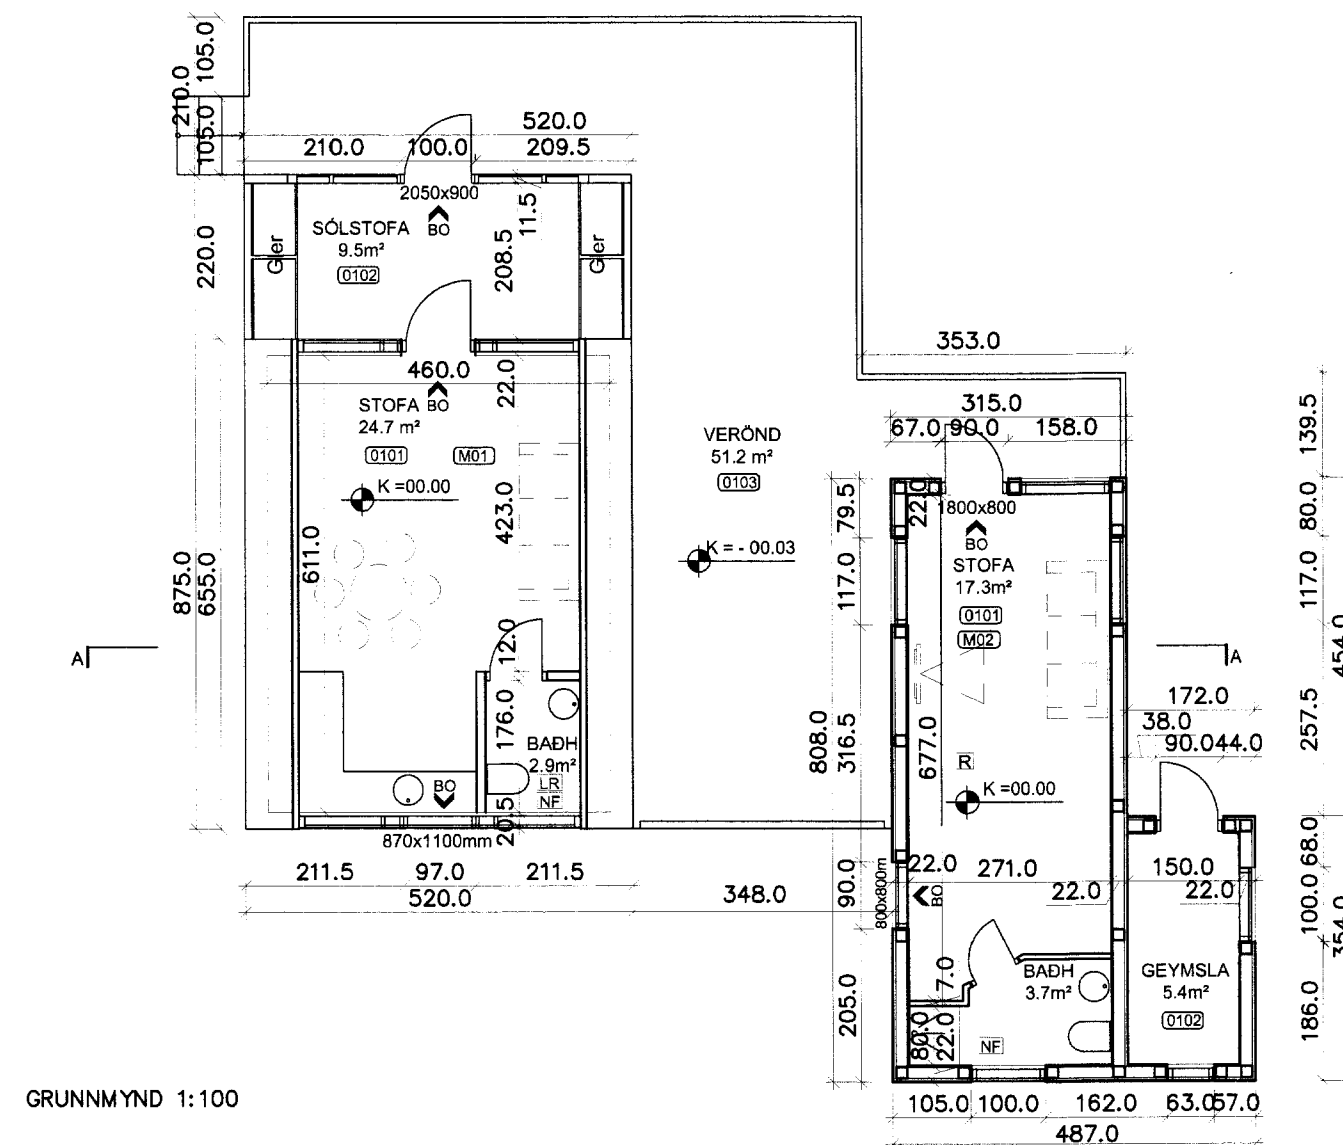 105.0
210.0
105.0
520.0
210.0
100.0
209.5
2050x900
BO
11.5
SÓLSTOFA
9.5m²
0102
Gler
Gler
208.5
220.0
353.0
460.0
22.0
BO
STOFA
24.7 m²
0101
M01
K =00.00
423.0
611.0
875.0
655.0
12.0
176.0
BAÐH
2.9m²
LR
NF
BO
20.5
870x1100mm
211.5
97.0
211.5
520.0
348.0
A
VERÖND
51.2 m²
0103
K = - 00.03
315.0
67.0
90.0
158.0
22.0
1800x800
BO
STOFA
17.3m²
0101
M02
79.5
117.0
808.0
316.5
677.0
R
K =00.00
90.0
800x800m
BO
22.0
271.0
22.0
205.0
7.0
BAÐH
3.7m²
80.0
22.0
NF
A
172.0
38.0
90.0
44.0
150.0
22.0
GEYMSLA
5.4m²
0102
139.5
80.0
117.0
454.0
257.5
68.0
100.0
354.0
186.0
105.0
100.0
162.0
63.0
57.0
487.0
GRUNNMYND 1:100